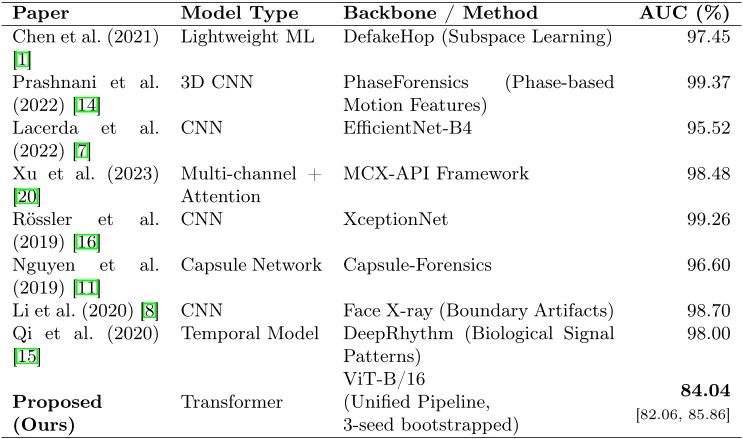 Paper Model Type Backbone / Method AUC (%)
Chen et al. (2021) Lightweight ML DefakeHop (Subspace Learning) 97.45
[1]
Prashnani et al. 3D CNN PhaseForensics (Phase-based 99.37
(2022) [14] Motion Features)
Lacerda et al. CNN EfficientNet-B4 95.52
(2022) [7]
Xu et al. (2023) Multi-channel + MCX-API Framework 98.48
[20] Attention
Rössler et al. CNN XceptionNet 99.26
(2019) [16]
Nguyen et al. Capsule Network Capsule-Forensics 96.60
(2019) [11]
Li et al. (2020) [8] CNN Face X-ray (Boundary Artifacts) 98.70
Qi et al. (2020) Temporal Model DeepRhythm (Biological Signal 98.00
[15] Patterns)
ViT-B/16
84.04
Proposed Transformer (Unified Pipeline,
[82.06, 85.86]
(Ours) 3-seed bootstrapped)